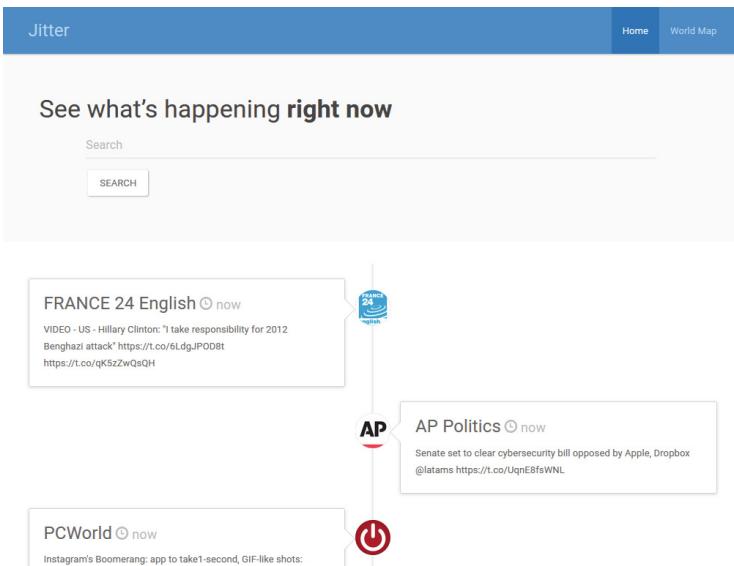 Jitter
Home
World Map
See what's happening right now
Search
SEARCH
FRANCE 24 English now
VIDEO - US - Hillary Clinton: "I take responsibility for 2012
Benghazi attack" https://t.co/6LdgJPOD8t
https://t.co/qK5zZwQsQH
FRANCE
24
English
AP
AP Politics now
Senate set to clear cybersecurity bill opposed by Apple, Dropbox
@latams https://t.co/UqnE8fsWNL
PCWorld now
Instagram's Boomerang: app to take1-second, GIF-like shots: